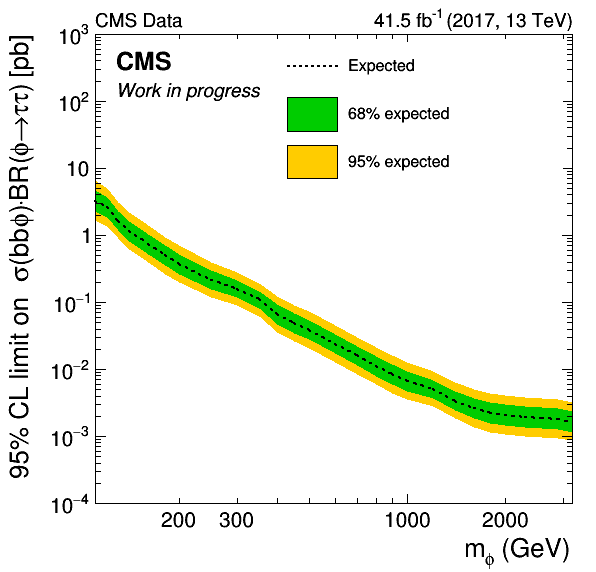 CMS Data
41.5 fb⁻¹ (2017, 13 TeV)
CMS
Work in progress
Expected
68% expected
95% expected
95% CL limit on σ(bbϕ)·BR(ϕ→ττ) [pb]
10³
10²
10
1
10⁻¹
10⁻²
10⁻³
10⁻⁴
200 300 1000 2000
m_ϕ (GeV)